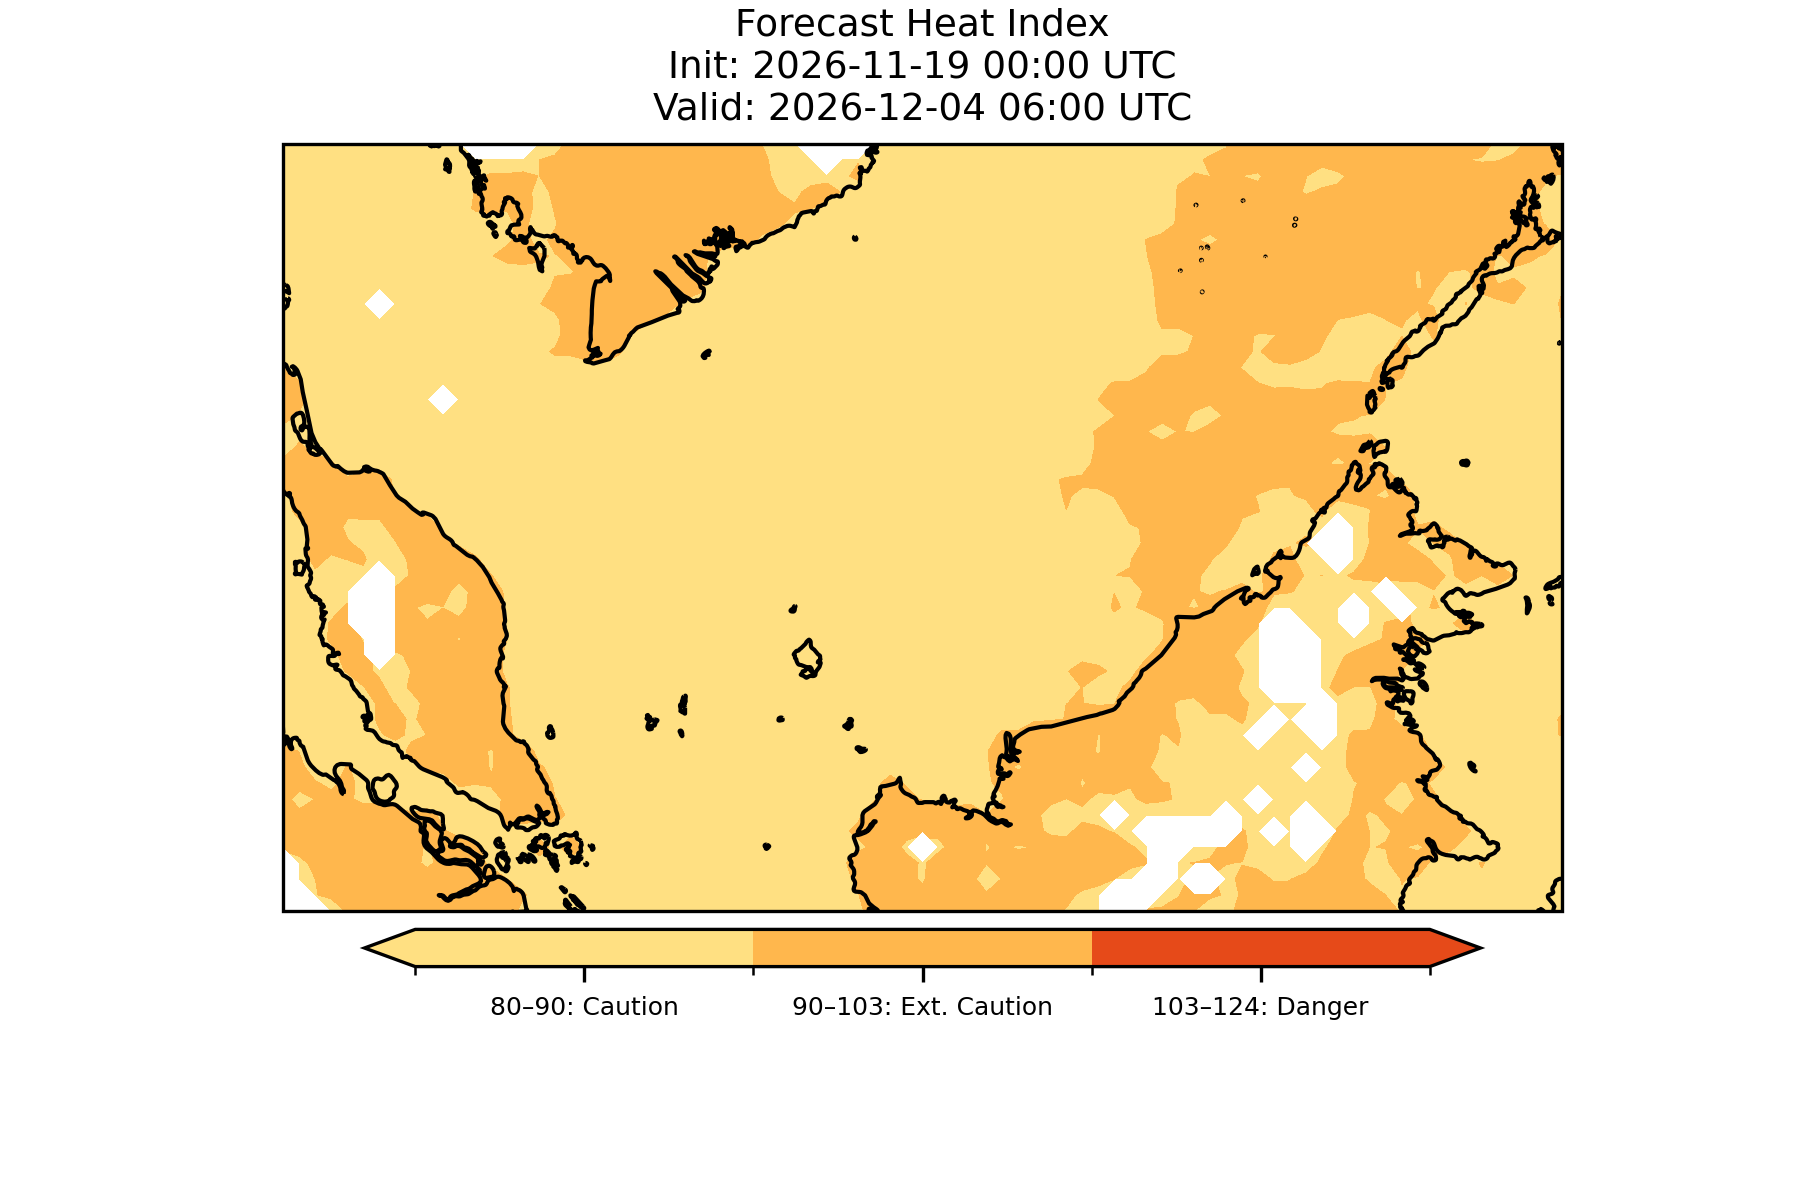 Forecast Heat Index
Init: 2026-11-19 00:00 UTC
Valid: 2026-12-04 06:00 UTC
80–90: Caution
90–103: Ext. Caution
103–124: Danger